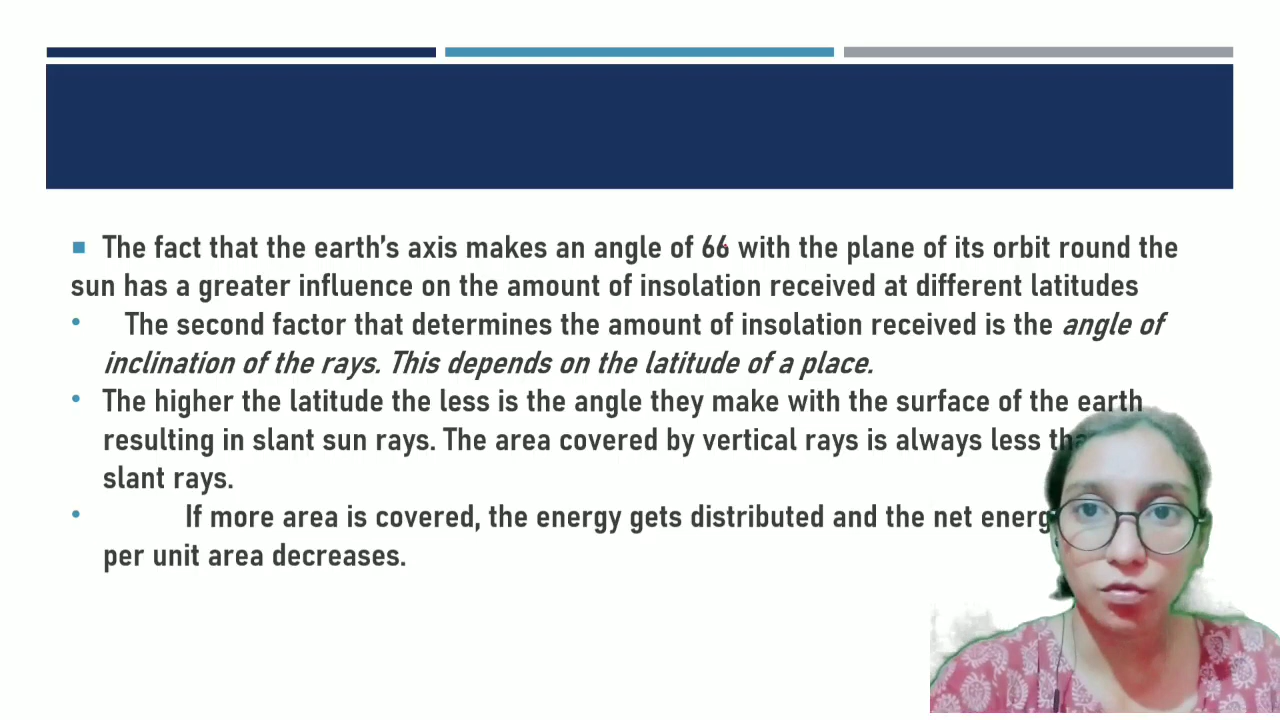 The fact that the earth's axis makes an angle of 66 with the plane of its orbit round the
sun has a greater influence on the amount of insolation received at different latitudes
The second factor that determines the amount of insolation received is the angle of
inclination of the rays. This depends on the latitude of a place.
The higher the latitude the less is the angle they make with the surface of the earth
resulting in slant sun rays. The area covered by vertical rays is always less
slant rays.
If more area is covered, the energy gets distributed and the net
per unit area decreases.